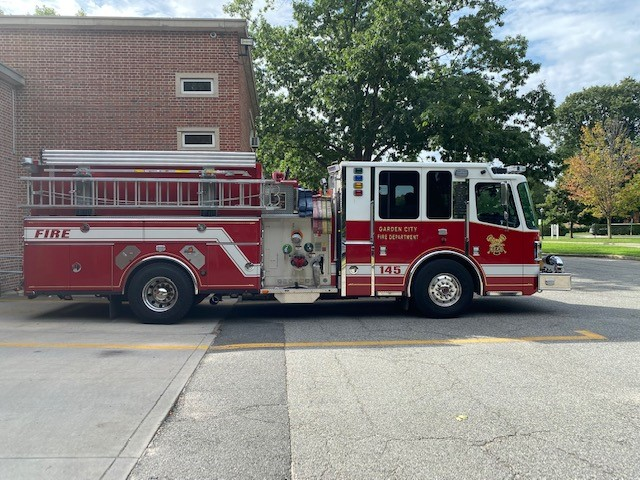 FIRE
GARDEN CITY
FIRE DEPARTMENT
145